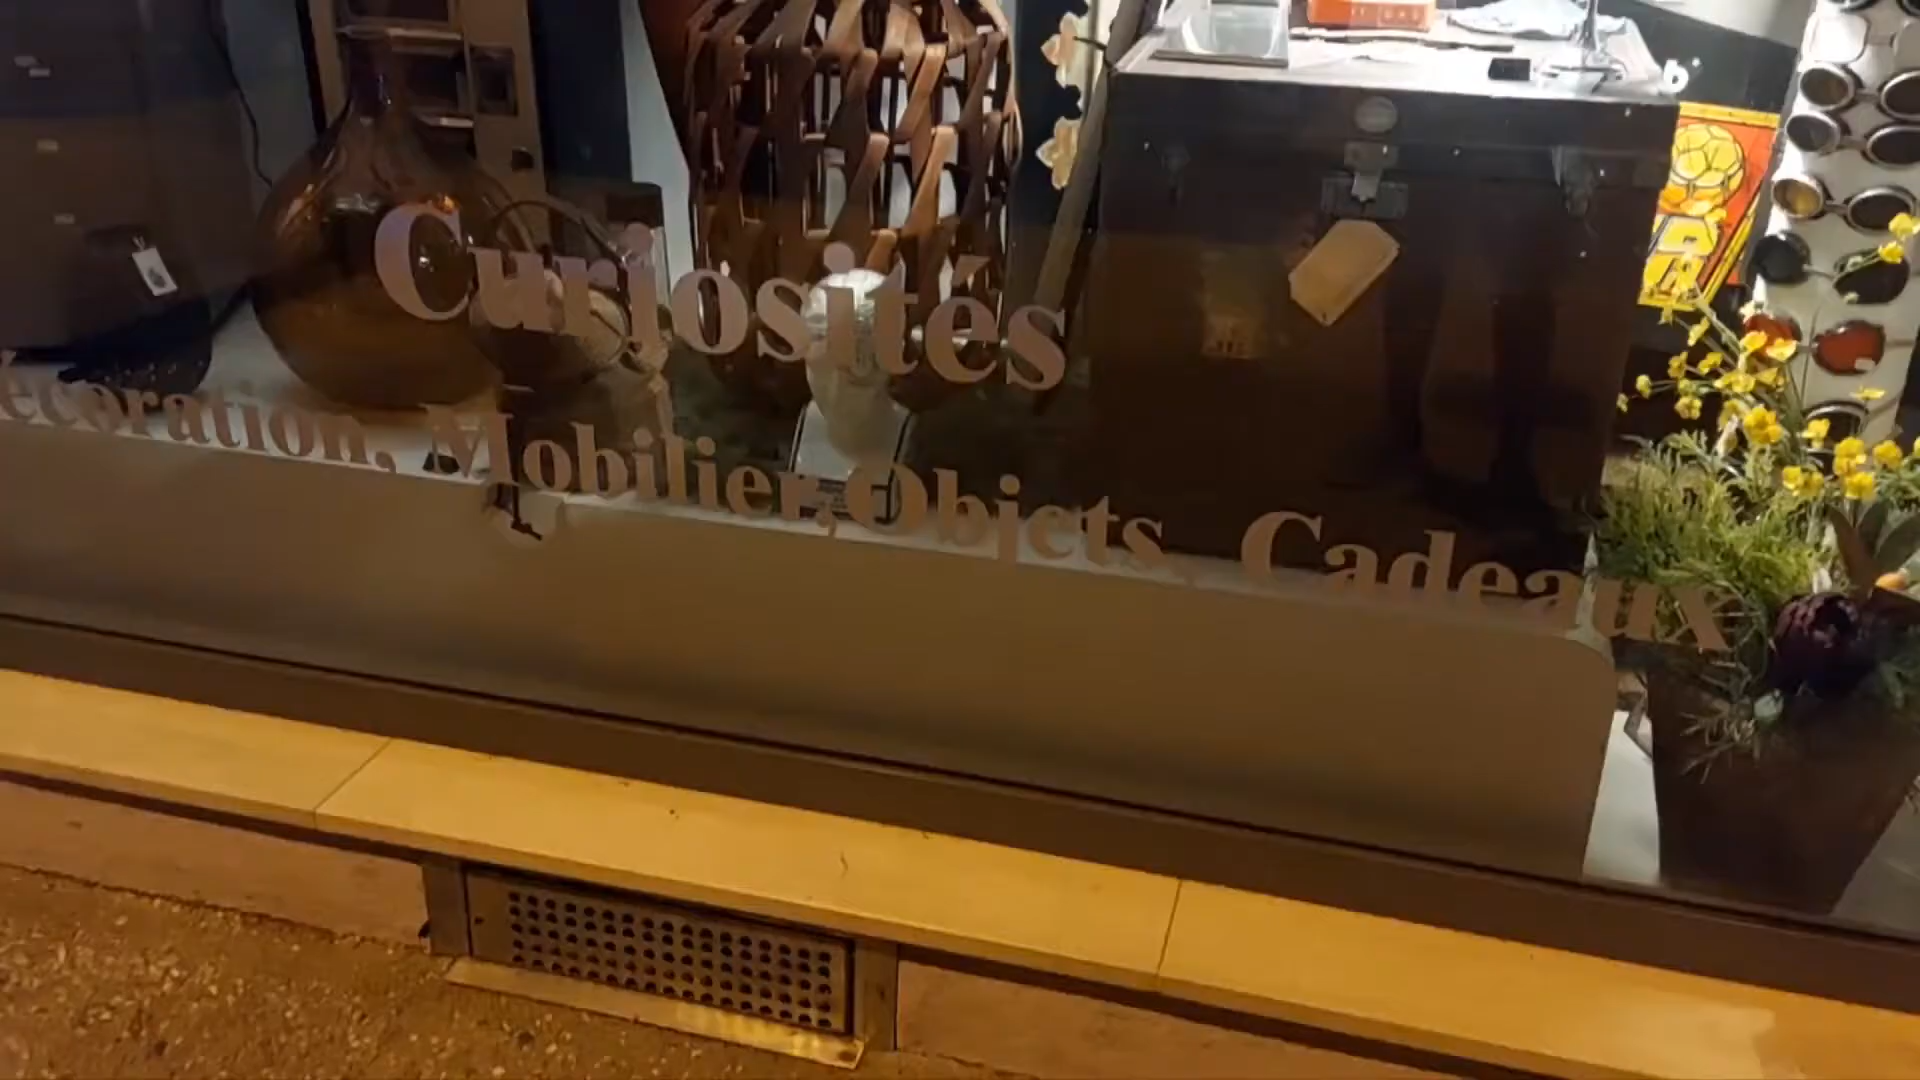 Curiosités
écoration, Mobilier, Objets, Cadeaux